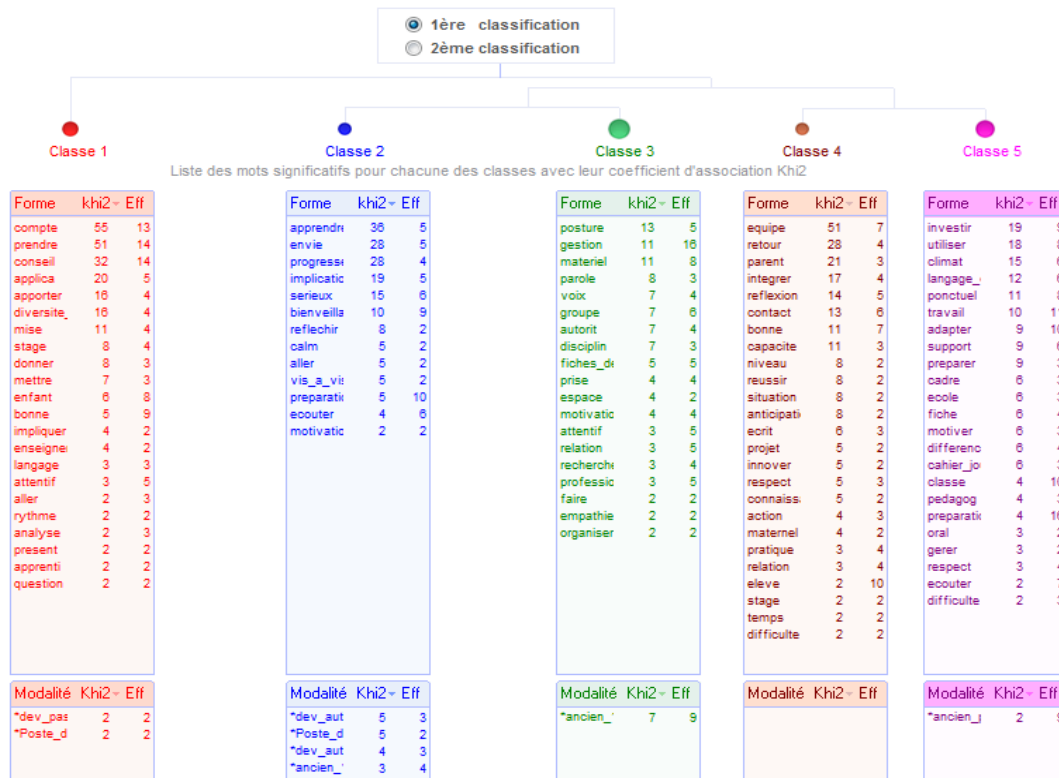 1ère classification
2ème classification
Classe 1
Classe 2
Classe 3
Classe 4
Classe 5
Liste des mots significatifs pour chacune des classes avec leur coefficient d'association Khi2
Forme khi2 Eff
compte 55 13
prendre 51 14
conseil 32 14
applica 20 5
apporter 16 4
diversite_ 16 4
mise 11 4
stage 8 4
donner 8 3
mettre 7 3
enfant 6 8
bonne 5 9
impliquer 4 2
enseigne 4 2
langage 3 3
attentif 3 5
aller 2 3
rythme 2 2
analyse 2 3
present 2 2
apprenti 2 2
question 2 2
Modalité Khi2 Eff
*dev_pas 2 2
*Poste_d 2 2
Forme khi2 Eff
apprendre 36 5
envie 28 5
progresse 28 4
implicatic 19 5
serieux 15 6
bienveilla 10 9
reflechir 8 2
calm 5 2
aller 5 2
vis_a_vis 5 2
preparatic 5 10
ecouter 4 6
motivatic 2 2
Modalité Khi2 Eff
*dev_aut 5 3
*Poste_d 5 2
*dev_aut 4 3
*ancien_ 3 4
Forme khi2 Eff
posture 13 5
gestion 11 16
materiel 11 8
parole 8 3
voix 7 4
groupe 7 6
autorit 7 4
disciplin 7 3
fiches_de 5 5
prise 4 4
espace 4 2
motivatic 4 4
attentif 3 5
relation 3 5
recherche 3 4
professic 3 5
faire 2 2
empathie 2 2
organiser 2 2
Modalité Khi2 Eff
*ancien_ 7 9
Forme khi2 Eff
equipe 51 7
retour 28 4
parent 21 3
integrer 17 4
reflexion 14 5
contact 13 6
bonne 11 7
capacite 11 3
niveau 8 2
reussir 8 2
situation 8 2
anticipati 8 2
ecrit 6 3
projet 5 2
innover 5 2
respect 5 3
connaiss 5 2
action 4 3
maternel 4 2
pratique 3 4
relation 3 4
eleve 2 10
stage 2 2
temps 2 2
difficulte 2 2
Modalité Khi2 Eff
Forme khi2 Eff
investir 19
utiliser 18
climat 15
langage_ 12
ponctuel 11
travail 10
adapter 9
support 9
preparer 9
cadre 6
ecole 6
fiche 6
motiver 6
differenc 6
cahier_jo 6
classe 4
pedagog 4
preparatic 4
oral 3
gerer 3
respect 3
ecouter 2
difficulte 2
Modalité Khi2 Eff
*ancien_p 2